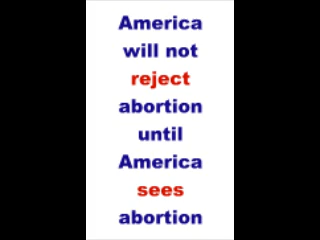 America
will not
reject
abortion
until
America
sees
abortion